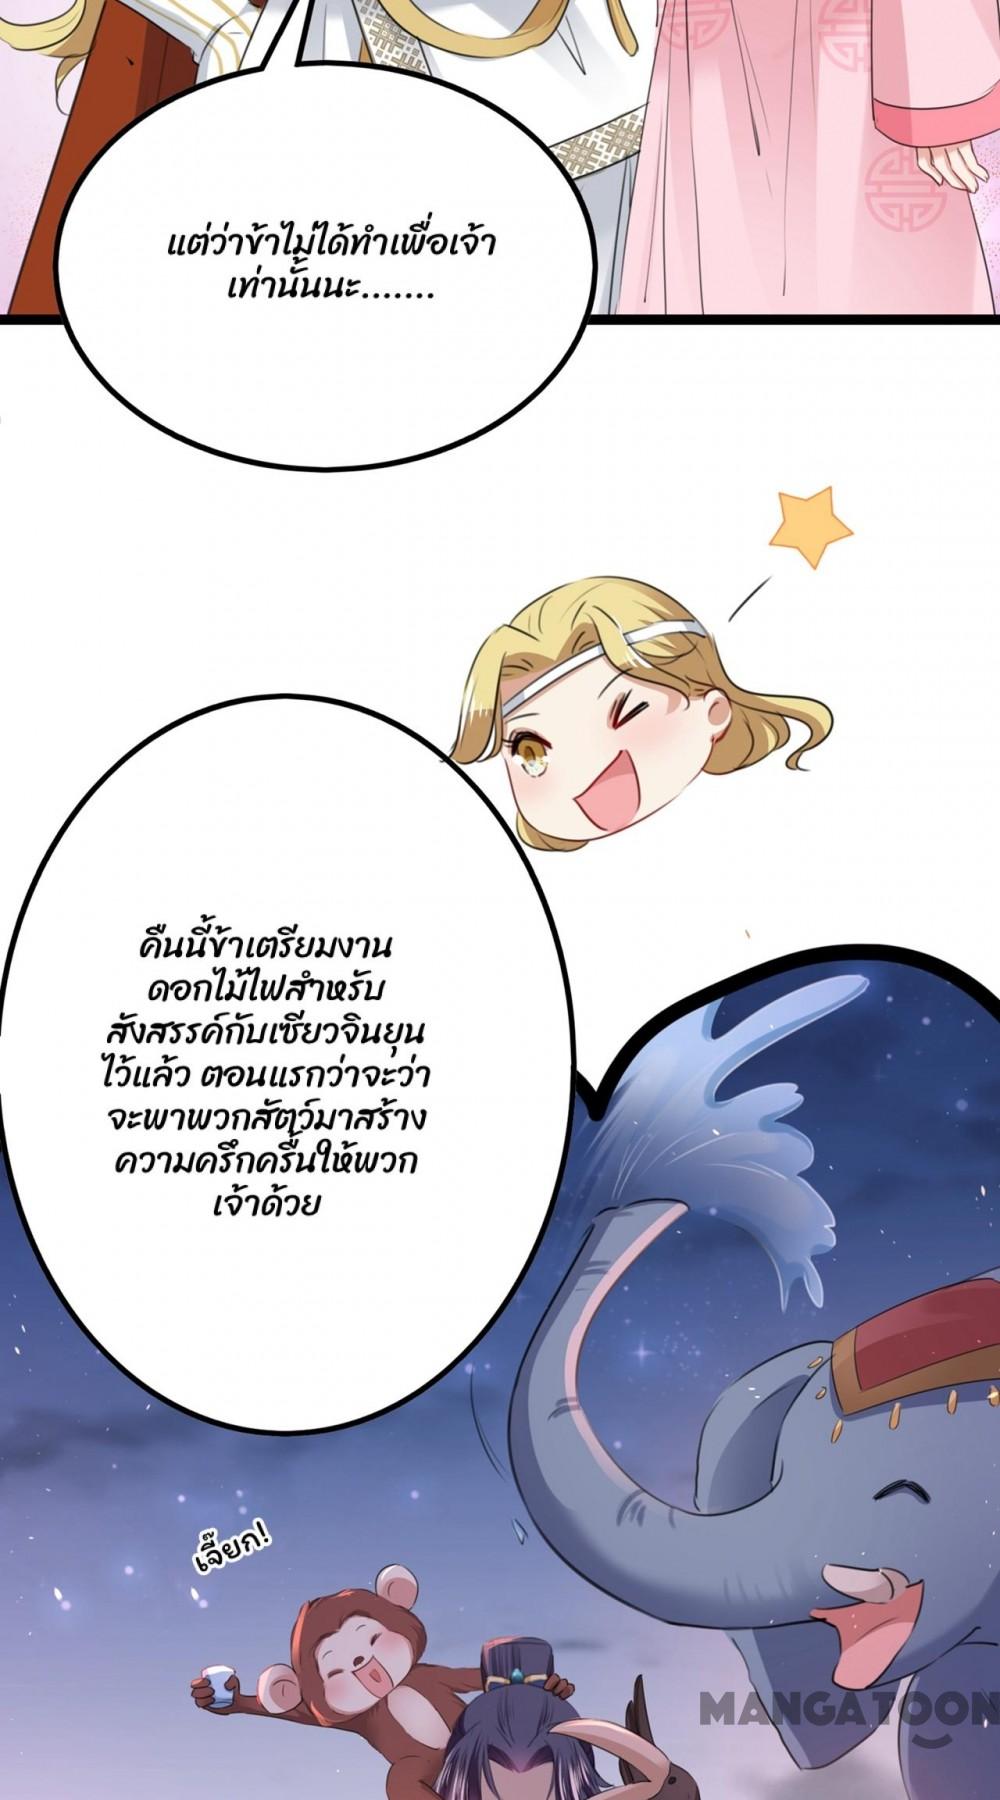 แต่ว่าข้าไม่ได้ทำเพื่อเจ้า
เท่านั้นนะ.......
คืนนี้ข้าเตรียมงาน
ดอกไม้ไฟสำหรับ
สังสรรค์กับเซียวจินยุน
ไว้แล้ว ตอนแรกว่าจะว่า
จะพาพวกสัตว์มาสร้าง
ความครึกครื้นให้พวก
เจ้าด้วย
เจี๊ยก!
MANGATOON